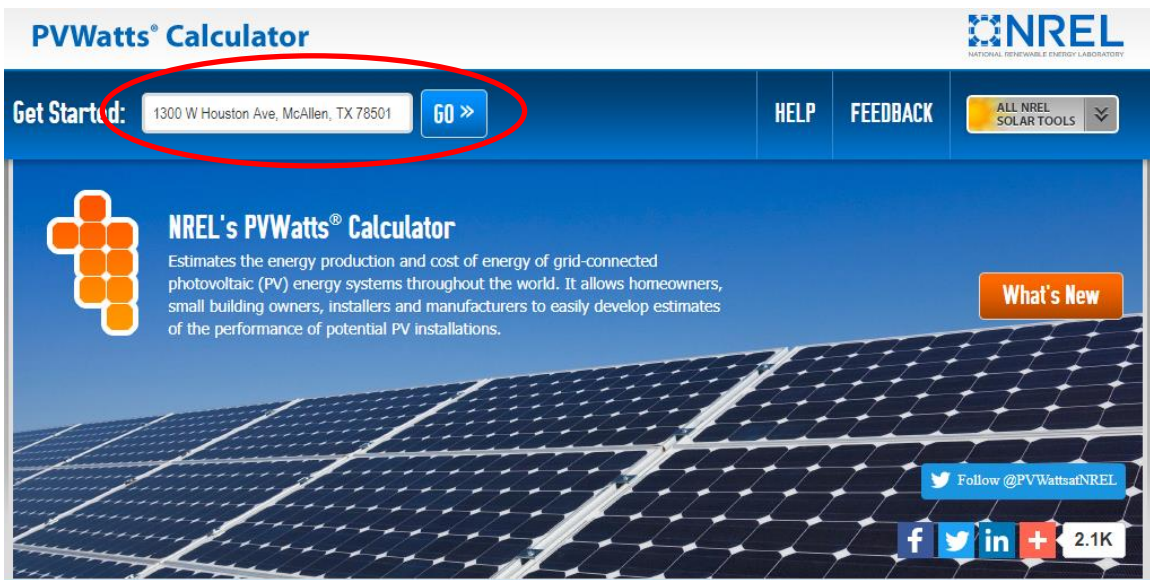 PVWatts® Calculator
NREL
NATIONAL RENEWABLE ENERGY LABORATORY
Get Started:
1300 W Houston Ave, McAllen, TX 78501
GO »
HELP
FEEDBACK
ALL NREL
SOLAR TOOLS
NREL's PVWatts® Calculator
Estimates the energy production and cost of energy of grid-connected
photovoltaic (PV) energy systems throughout the world. It allows homeowners,
small building owners, installers and manufacturers to easily develop estimates
of the performance of potential PV installations.
What's New
Follow @PVWattsatNREL
f
in
+
2.1K